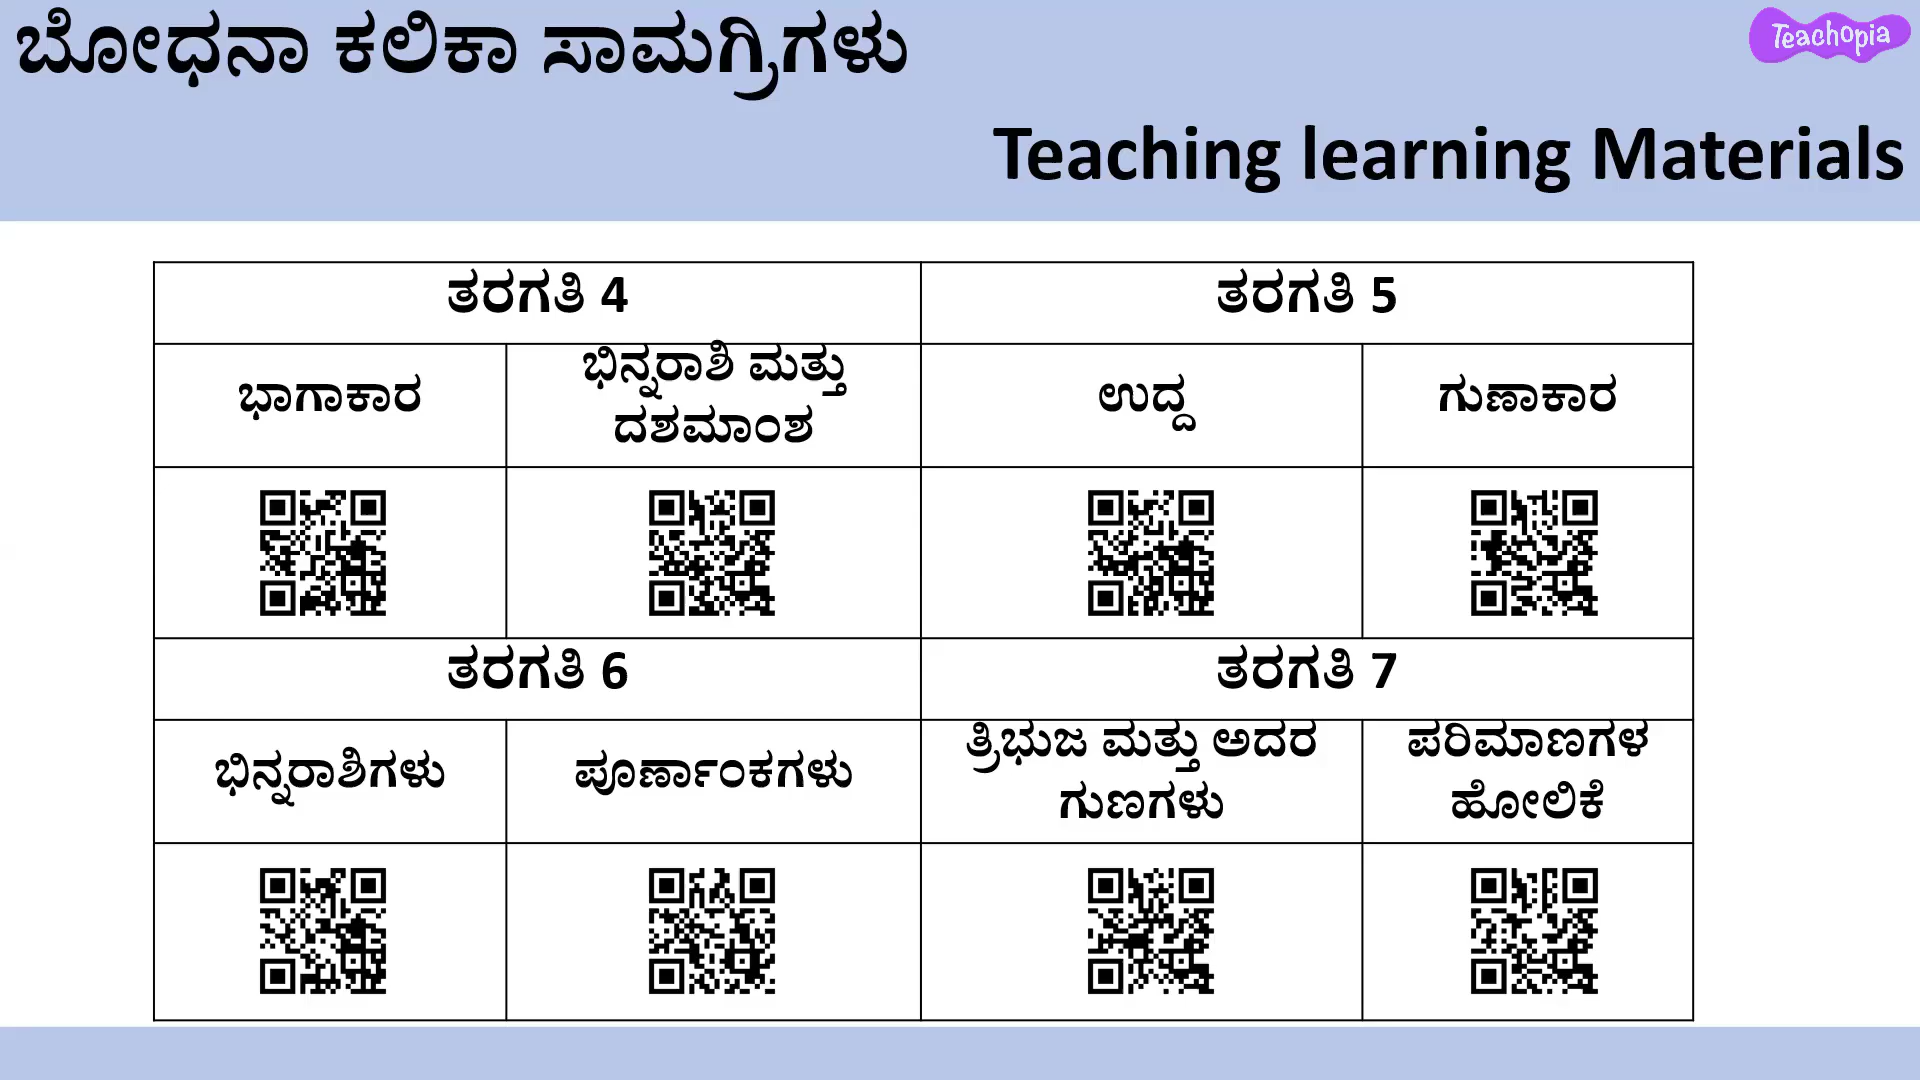 ಬೋಧನಾ ಕಲಿಕಾ ಸಾಮಗ್ರಿಗಳು
Teachopia
Teaching learning Materials
ತರಗತಿ 4
ತರಗತಿ 5
ಭಾಗಾಕಾರ
ಭಿನ್ನರಾಶಿ ಮತ್ತು
ದಶಮಾಂಶ
ಉದ್ದ
ಗುಣಾಕಾರ
ತರಗತಿ 6
ತರಗತಿ 7
ಭಿನ್ನರಾಶಿಗಳು
ಪೂರ್ಣಾಂಕಗಳು
ತ್ರಿಭುಜ ಮತ್ತು ಅದರ
ಗುಣಗಳು
ಪರಿಮಾಣಗಳ
ಹೋಲಿಕೆ